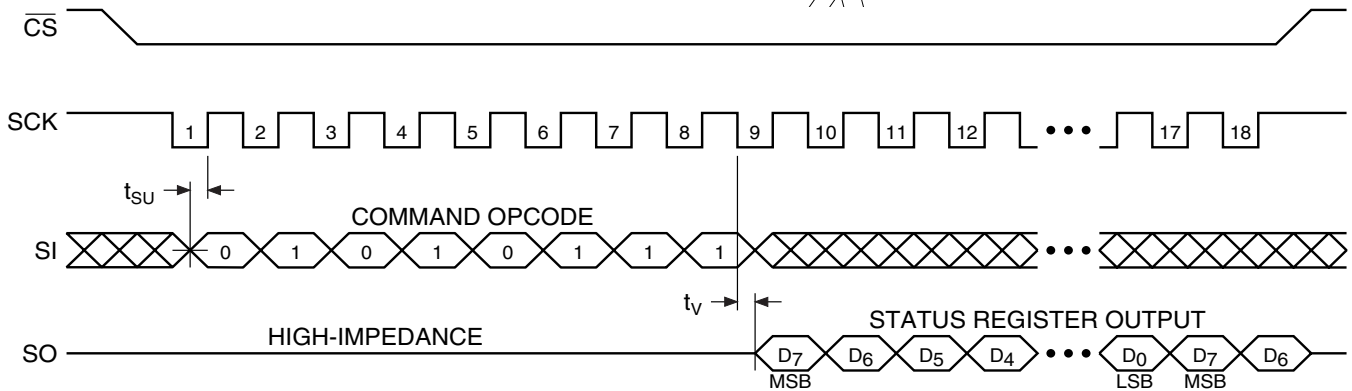 CS
SCK 1 2 3 4 5 6 7 8 9 10 11 12 ••• 17 18
tSU
COMMAND OPCODE
SI 0 1 0 1 0 1 1 1 •••
tV
HIGH-IMPEDANCE
STATUS REGISTER OUTPUT
SO D7 D6 D5 D4 ••• D0 D7 D6
MSB LSB MSB